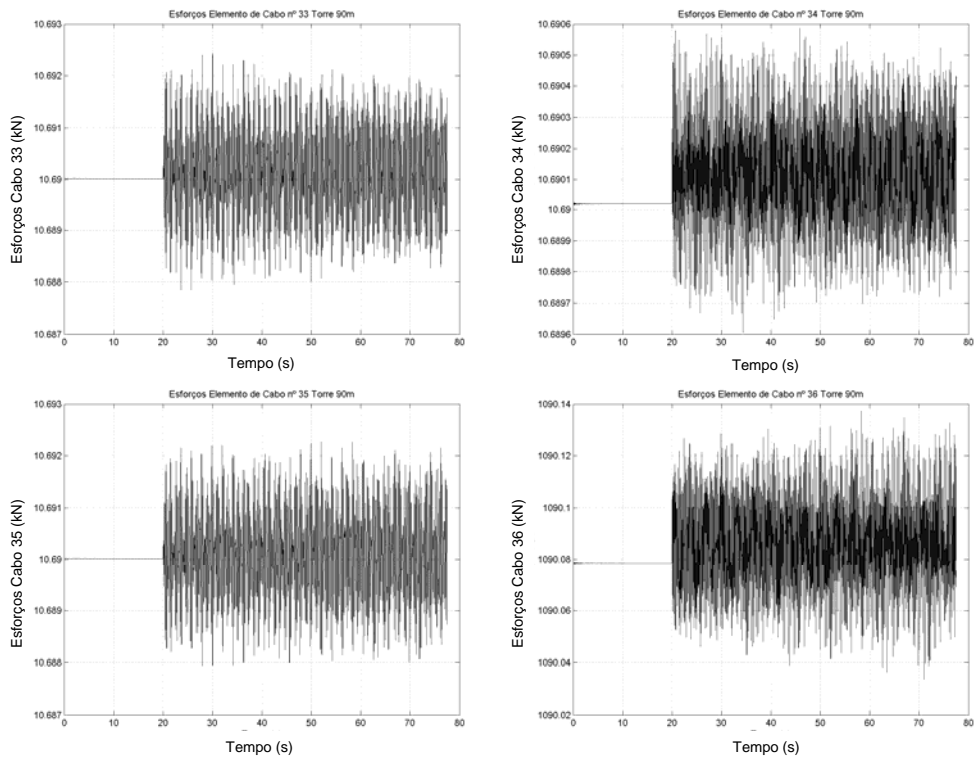 Esforços Elemento de Cabo nº 33 Torre 90m
10.693
10.692
10.691
10.69
10.689
10.688
10.687
0 10 20 30 40 50 60 70 80
Esforços Cabo 33 (kN)
Tempo (s)
Esforços Elemento de Cabo nº 34 Torre 90m
10.6906
10.6905
10.6904
10.6903
10.6902
10.6901
10.69
10.6899
10.6898
10.6897
10.6896
0 10 20 30 40 50 60 70 80
Esforços Cabo 34 (kN)
Tempo (s)
Esforços Elemento de Cabo nº 35 Torre 90m
10.693
10.692
10.691
10.69
10.689
10.688
10.687
0 10 20 30 40 50 60 70 80
Esforços Cabo 35 (kN)
Tempo (s)
Esforços Elemento de Cabo nº 36 Torre 90m
1090.14
1090.12
1090.1
1090.08
1090.06
1090.04
1090.02
0 10 20 30 40 50 60 70 80
Esforços Cabo 36 (kN)
Tempo (s)